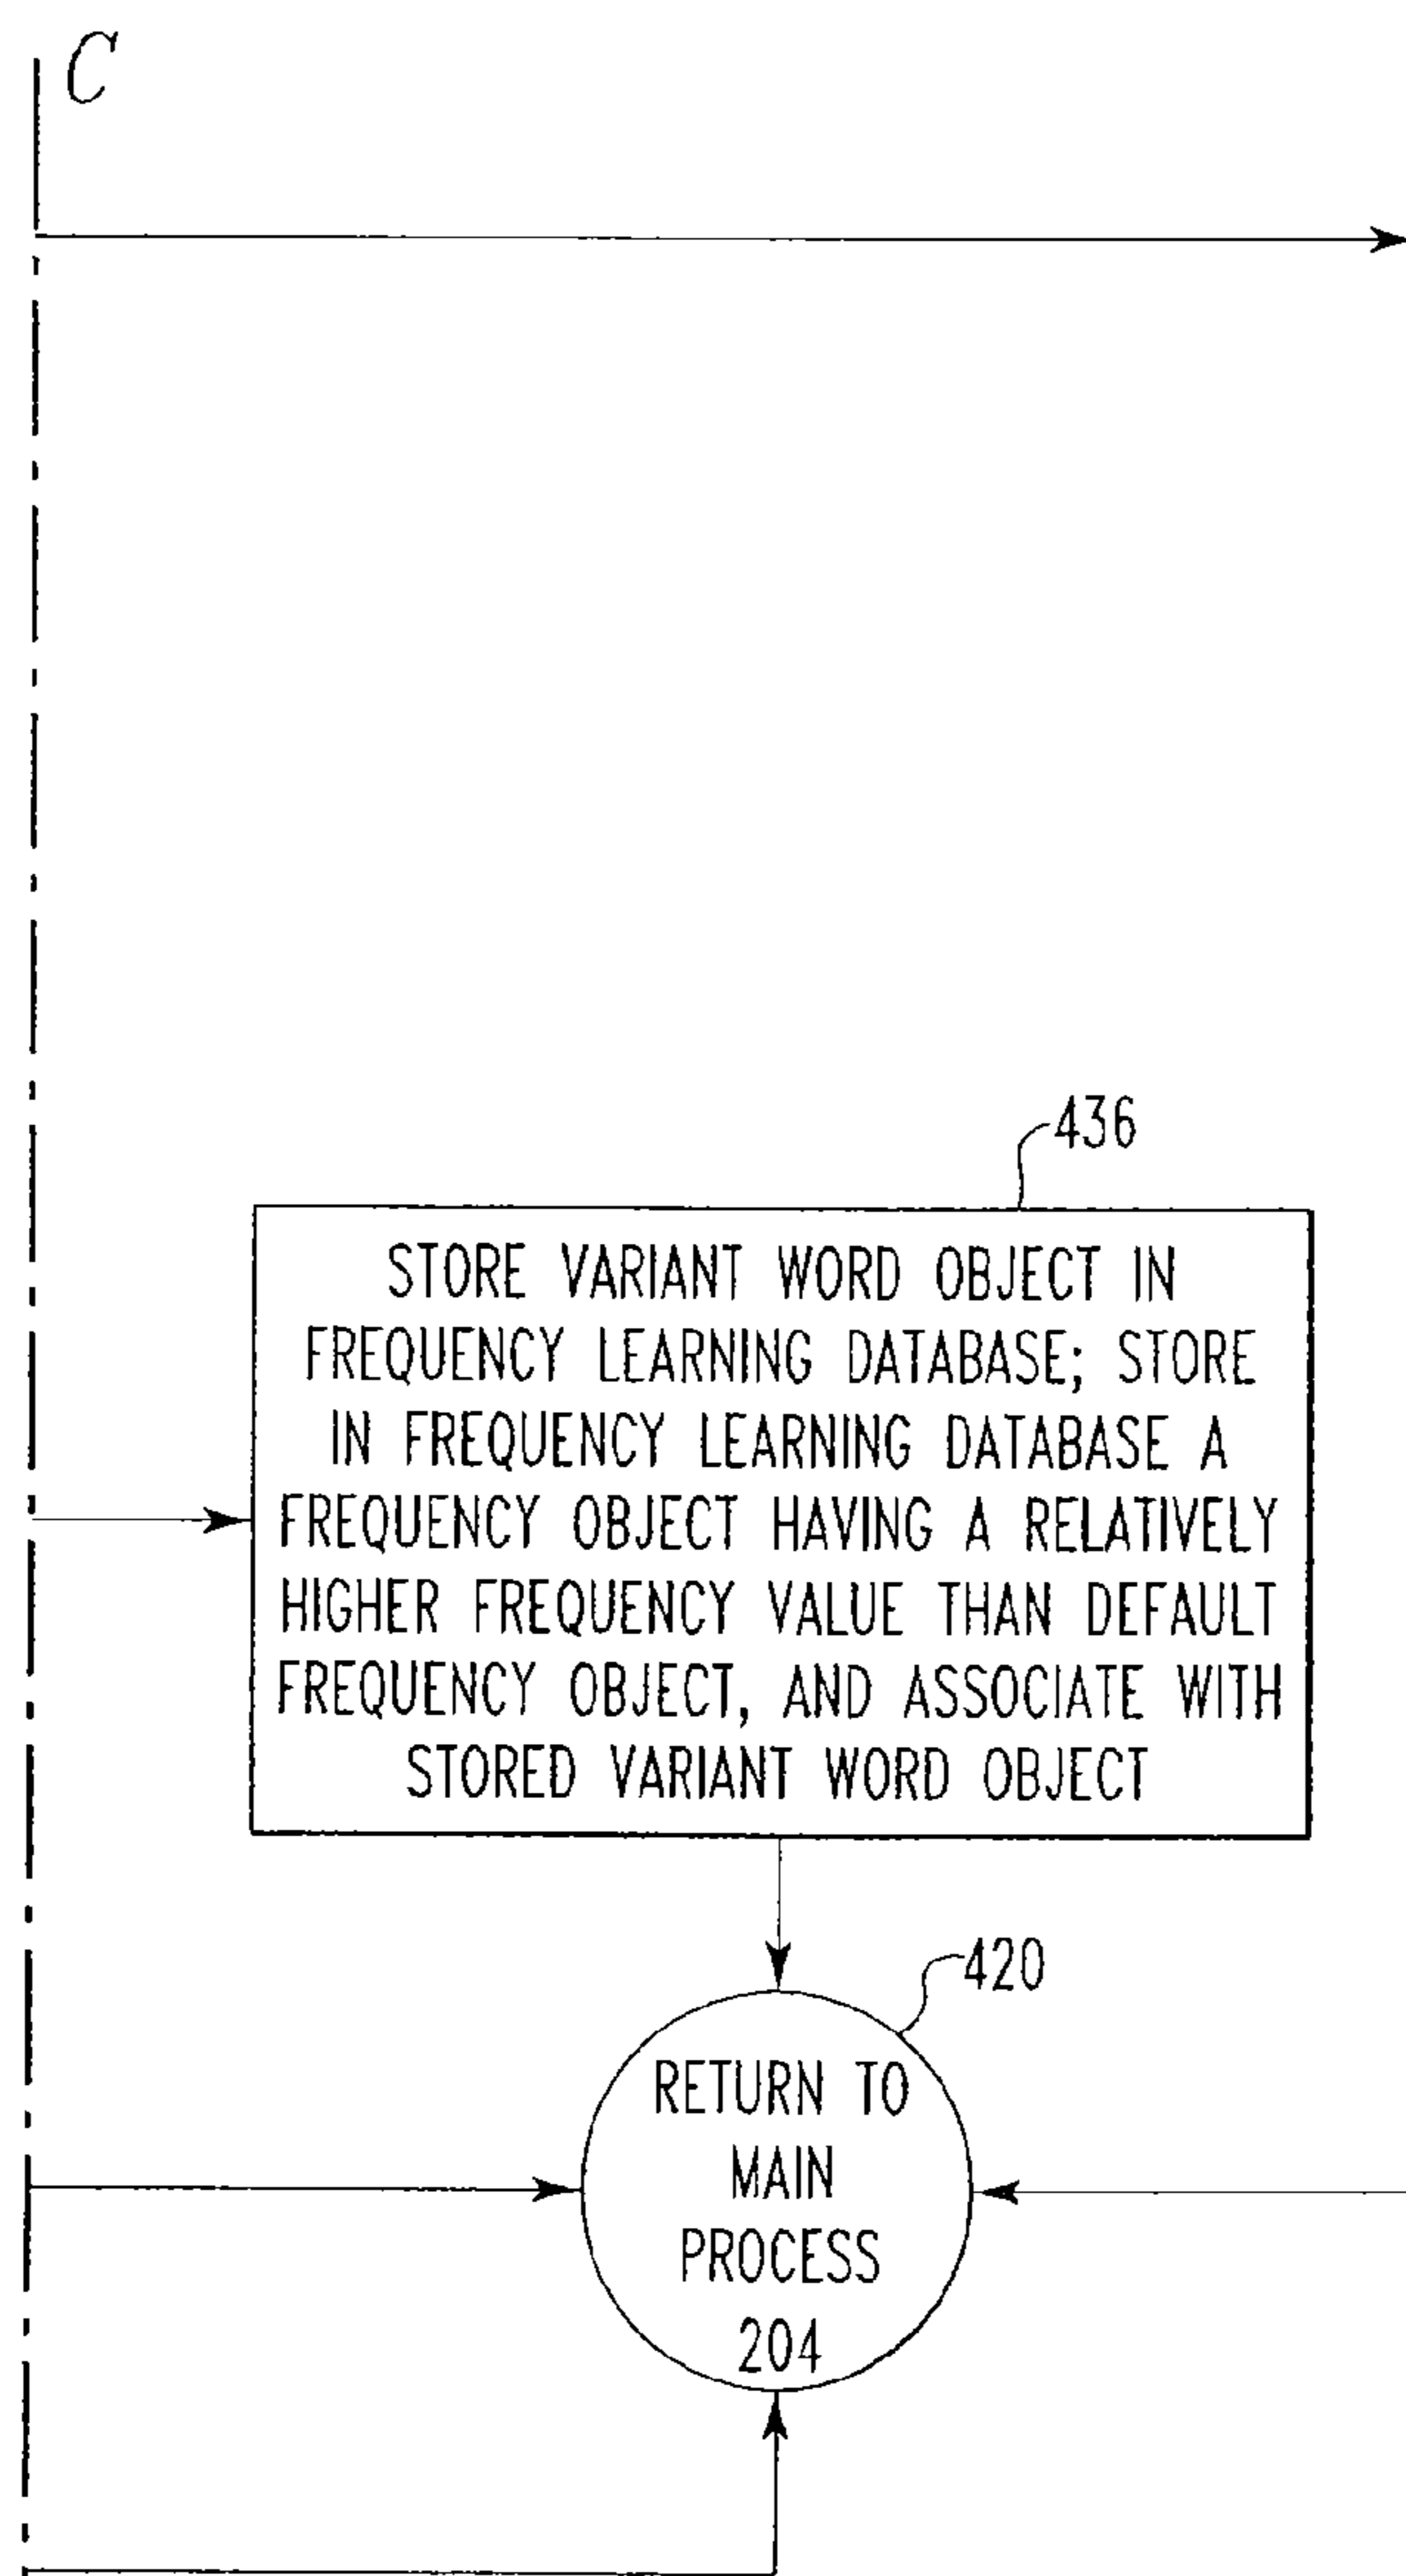 C
436
STORE VARIANT WORD OBJECT IN
FREQUENCY LEARNING DATABASE; STORE
IN FREQUENCY LEARNING DATABASE A
FREQUENCY OBJECT HAVING A RELATIVELY
HIGHER FREQUENCY VALUE THAN DEFAULT
FREQUENCY OBJECT, AND ASSOCIATE WITH
STORED VARIANT WORD OBJECT
420
RETURN TO
MAIN
PROCESS
204